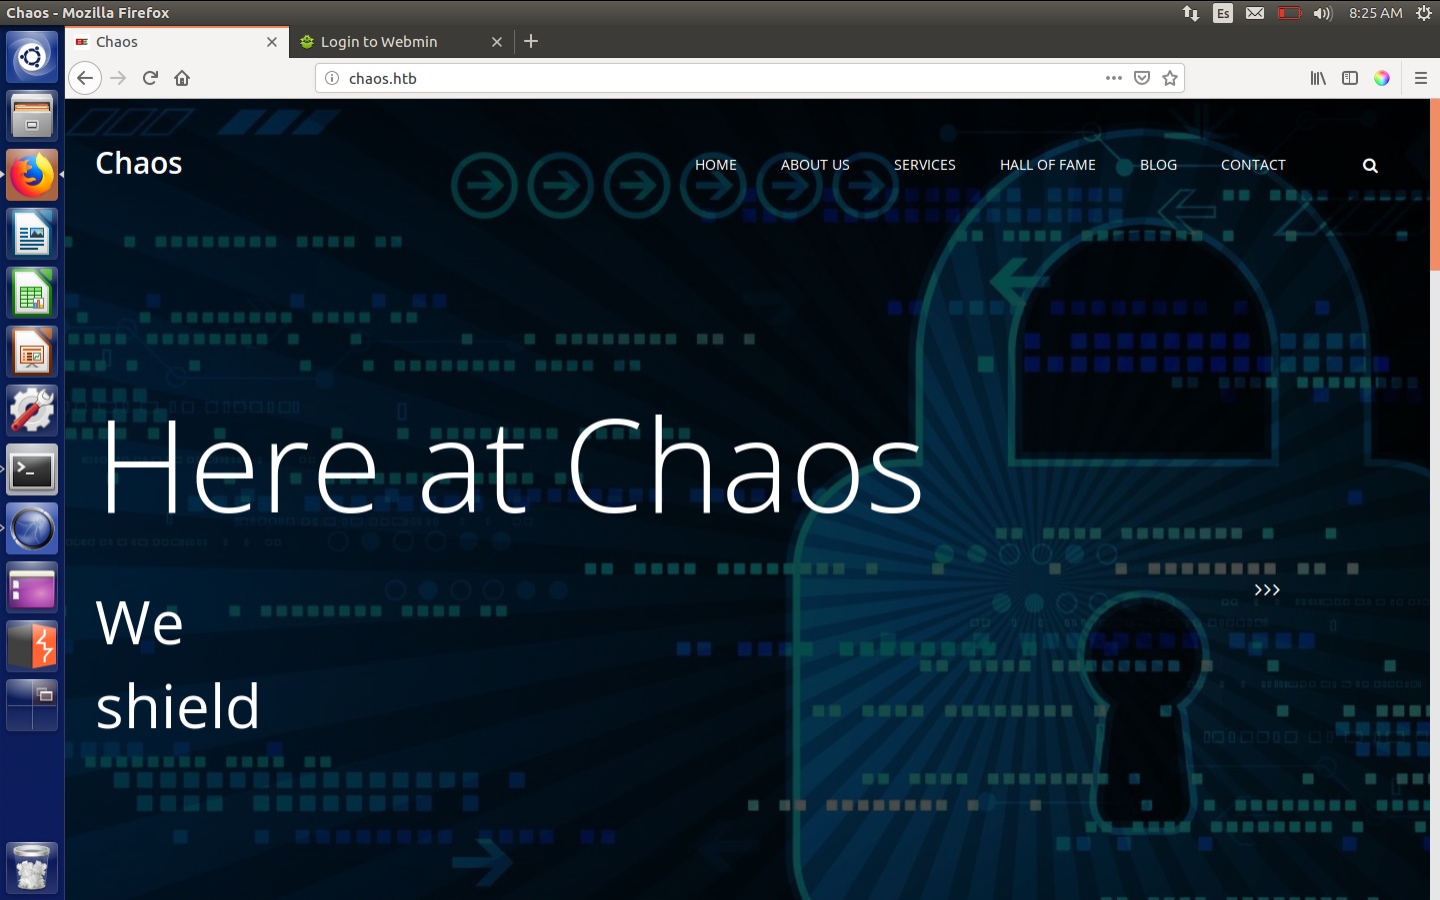 Chaos - Mozilla Firefox
Es
8:25 AM
Chaos
Login to Webmin
chaos.htb
Chaos
HOME
ABOUT US
SERVICES
HALL OF FAME
BLOG
CONTACT
Here at Chaos
We
shield
>>>